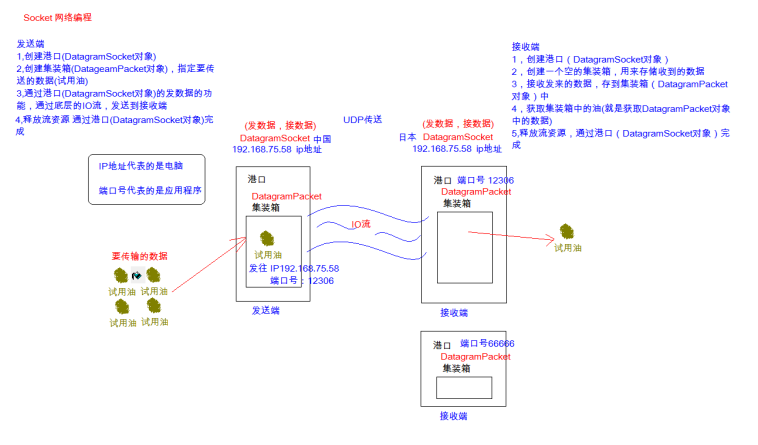 Socket 网络编程
发送端
1,创建港口(DatagramSocket对象)
2,创建集装箱(DatageamPacket对象)，指定要传
送的数据(试用油)
3,通过港口(DatagramSocket对象)的发数据的功
能，通过底层的IO流，发送到接收端
4,释放流资源 通过港口(DatagramSocket对象)完
成
接收端
1，创建港口（DatagramSocket对象）
2，创建一个空的集装箱，用来存储收到的数据
3，接收发来的数据，存到集装箱（DatagramPacket
对象）中
4，获取集装箱中的油(就是获取DatagramPacket对象
中的数据)
5,释放流资源，通过港口（DatagramSocket对象）完
成
UDP传送
(发数据，接数据)
DatagramSocket 中国
192.168.75.58 ip地址
(发数据，接数据)
日本 DatagramSocket
192.168.75.58 ip地址
IP地址代表的是电脑
端口号代表的是应用程序
港口
DatagramPacket
集装箱
试用油
发往 IP192.168.75.58
端口号：12306
发送端
IO流
港口 端口号 12306
DatagramPacket
集装箱
接收端
试用油
要传输的数据
试用油 试用油
试用油 试用油
港口 端口号66666
DatagramPacket
集装箱
接收端